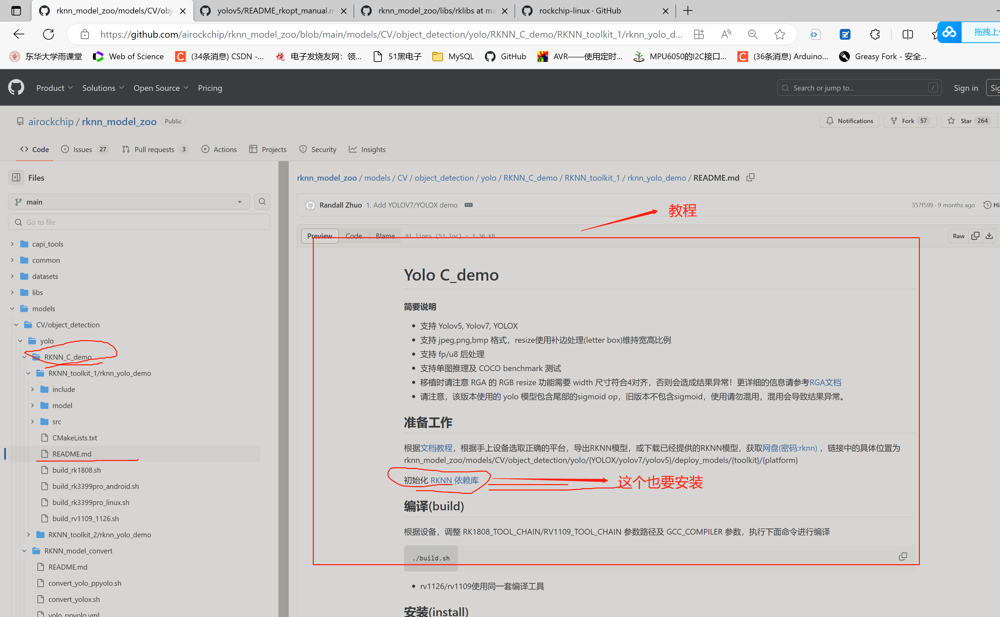 rknn_model_zoo/models/CV/obj
yolov5/README_rkopt_manual.m
rknn_model_zoo/libs/rklibs at ma
rockchip-linux · GitHub
https://github.com/airockchip/rknn_model_zoo/blob/main/models/CV/object_detection/yolo/RKNN_C_demo/RKNN_toolkit_1/rknn_yolo_d...
拖拽上
东华大学雨课堂
Web of Science
(34条消息) CSDN -...
电子发烧友网：领...
51黑电子
MySQL
GitHub
AVR——使用定时...
MPU6050的I2C接口...
(36条消息) Arduino...
Greasy Fork - 安全...
Product
Solutions
Open Source
Pricing
Search or jump to...
/
Sign in
Sig
airockchip / rknn_model_zoo
Public
Notifications
Fork 57
Star 264
Code
Issues 27
Pull requests 3
Actions
Projects
Security
Insights
Files
main
Go to file
capi_tools
common
datasets
libs
models
CV/object_detection
yolo
RKNN_C_demo
RKNN_toolkit_1/rknn_yolo_demo
include
model
src
CMakeLists.txt
README.md
build_rk1808.sh
build_rk3399pro_android.sh
build_rk3399pro_linux.sh
build_rv1109_1126.sh
RKNN_toolkit_2/rknn_yolo_demo
RKNN_model_convert
README.md
convert_yolo_ppyolo.sh
convert_yolox.sh
yolo_ppyolo.yml
rknn_model_zoo / models / CV / object_detection / yolo / RKNN_C_demo / RKNN_toolkit_1 / rknn_yolo_demo / README.md
Randall Zhuo 1. Add YOLOV7/YOLOX demo
357f599 · 9 months ago
His
教程
Preview
Code
Blame
91 lines (53 loc) · 3.36 KB
Raw
Yolo C_demo
简要说明
支持 Yolov5, Yolov7, YOLOX
支持 jpeg,png,bmp 格式，resize使用补边处理(letter box)维持宽高比例
支持 fp/u8 后处理
支持单图推理及 COCO benchmark 测试
移植时请注意 RGA 的 RGB resize 功能需要 width 尺寸符合4对齐，否则会造成结果异常！更详细的信息请参考RGA文档
请注意，该版本使用的 yolo 模型包含尾部的sigmoid op，旧版本不包含sigmoid，使用请勿混用，混用会导致结果异常。
准备工作
根据文档教程，根据手上设备选取正确的平台，导出RKNN模型，或下载已经提供的RKNN模型，获取网盘(密码:rknn) ，链接中的具体位置为
rknn_model_zoo/models/CV/object_detection/yolo/{YOLOX/yolov7/yolov5}/deploy_models/{toolkit}/{platform}
初始化 RKNN 依赖库
这个也要安装
编译(build)
根据设备，调整 RK1808_TOOL_CHAIN/RV1109_TOOL_CHAIN 参数路径及 GCC_COMPILER 参数，执行下面命令进行编译
./build.sh
rv1126/rv1109使用同一套编译工具
安装(install)